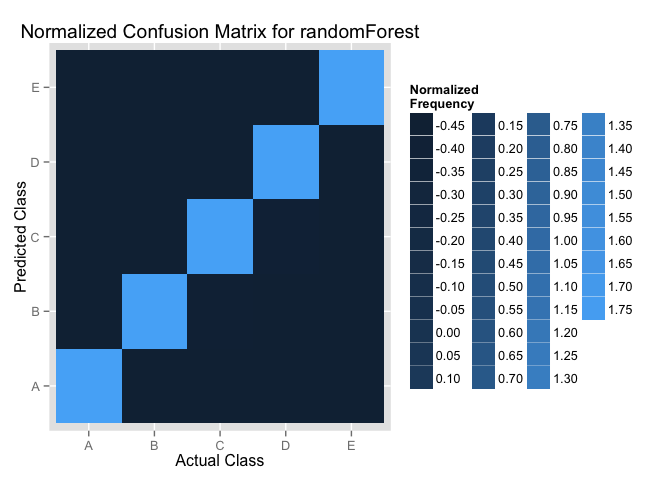 Normalized Confusion Matrix for randomForest
Predicted Class
E
D
C
B
A
A B C D E
Actual Class
Normalized
Frequency
-0.45 0.15 0.75 1.35
-0.40 0.20 0.80 1.40
-0.35 0.25 0.85 1.45
-0.30 0.30 0.90 1.50
-0.25 0.35 0.95 1.55
-0.20 0.40 1.00 1.60
-0.15 0.45 1.05 1.65
-0.10 0.50 1.10 1.70
-0.05 0.55 1.15 1.75
0.00 0.60 1.20
0.05 0.65 1.25
0.10 0.70 1.30